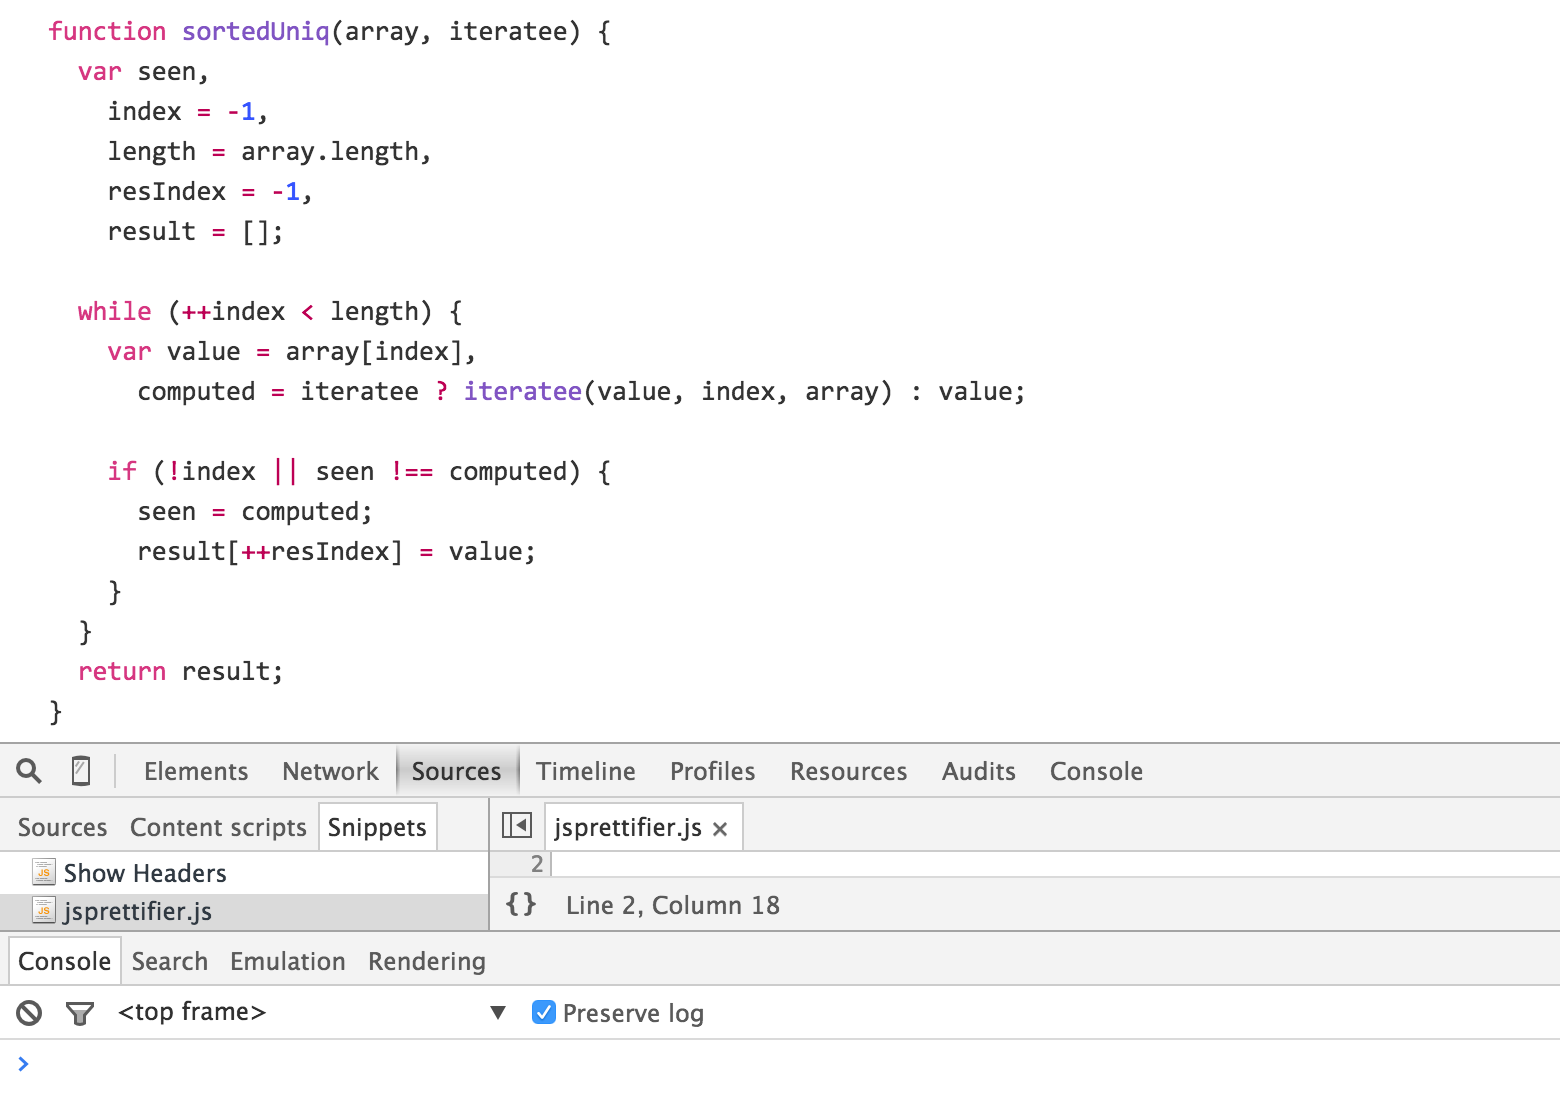 function sortedUniq(array, iteratee) {
var seen,
index = -1,
length = array.length,
resIndex = -1,
result = [];
while (++index < length) {
var value = array[index],
computed = iteratee ? iteratee(value, index, array) : value;
if (!index || seen !== computed) {
seen = computed;
result[++resIndex] = value;
}
}
return result;
}
Elements Network Sources Timeline Profiles Resources Audits Console
Sources Content scripts Snippets jsprettifier.js ×
Show Headers
2
jsprettifier.js
{} Line 2, Column 18
Console Search Emulation Rendering
<top frame> ▼ Preserve log
>